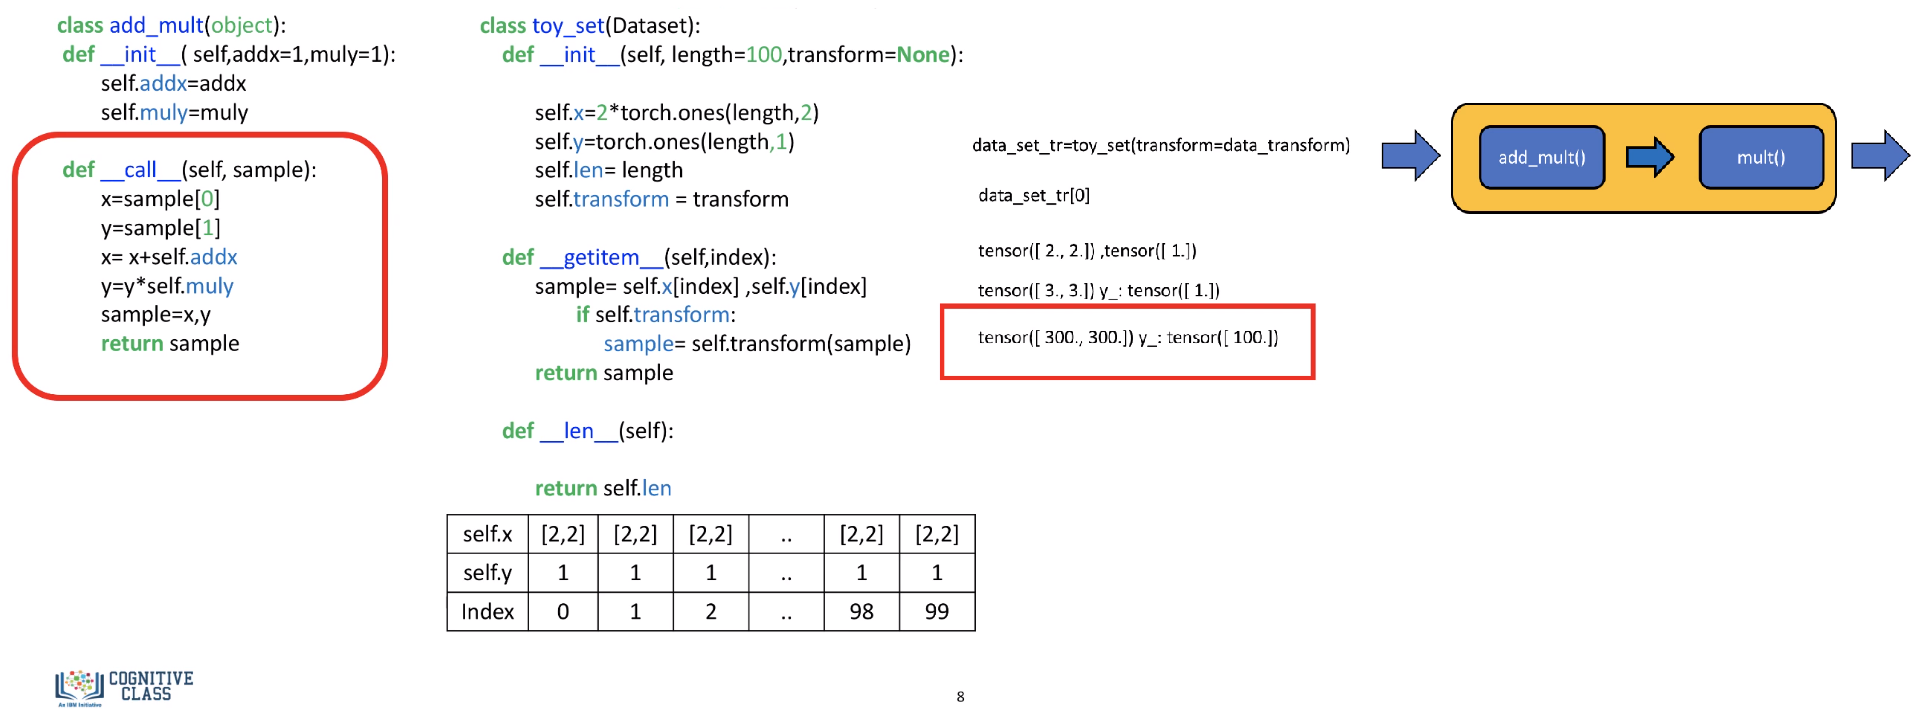 class add_mult(object):
def __init__( self,addx=1,muly=1):
self.addx=addx
self.muly=muly
def __call__(self, sample):
x=sample[0]
y=sample[1]
x= x+self.addx
y=y*self.muly
sample=x,y
return sample
class toy_set(Dataset):
def __init__(self, length=100,transform=None):
self.x=2*torch.ones(length,2)
self.y=torch.ones(length,1)
self.len= length
self.transform = transform
def __getitem__(self,index):
sample= self.x[index] ,self.y[index]
if self.transform:
sample= self.transform(sample)
return sample
def __len__(self):
return self.len
self.x [2,2] [2,2] [2,2] .. [2,2] [2,2]
self.y 1 1 1 .. 1 1
Index 0 1 2 .. 98 99
data_set_tr=toy_set(transform=data_transform)
data_set_tr[0]
tensor([ 2., 2.]) ,tensor([ 1.])
tensor([ 3., 3.]) y_: tensor([ 1.])
tensor([ 300., 300.]) y_: tensor([ 100.])
add_mult() mult()
COGNITIVE
CLASS
An IBM Initiative
8